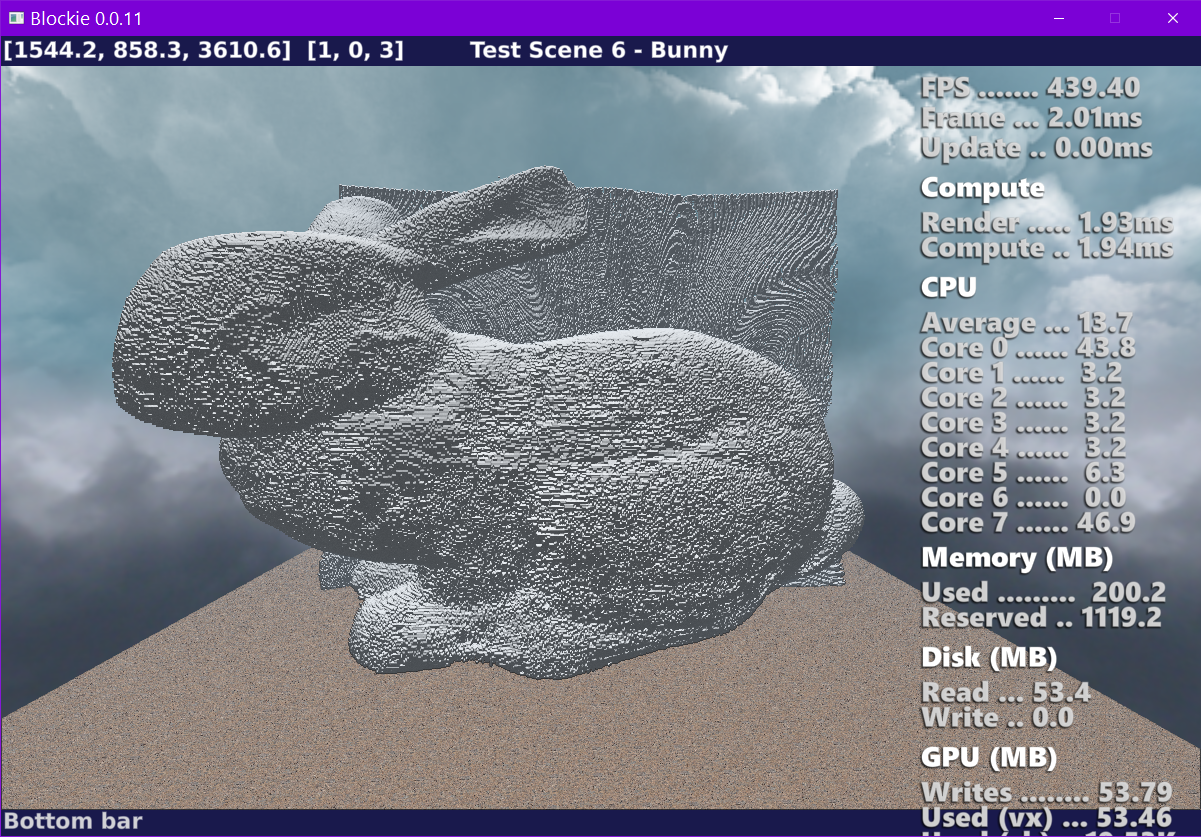 Blockie 0.0.11
[1544.2, 858.3, 3610.6] [1, 0, 3] Test Scene 6 - Bunny
FPS ....... 439.40
Frame ... 2.01ms
Update .. 0.00ms
Compute
Render ..... 1.93ms
Compute .. 1.94ms
CPU
Average ... 13.7
Core 0 ...... 43.8
Core 1 ...... 3.2
Core 2 ...... 3.2
Core 3 ...... 3.2
Core 4 ...... 3.2
Core 5 ...... 6.3
Core 6 ...... 0.0
Core 7 ...... 46.9
Memory (MB)
Used ......... 200.2
Reserved .. 1119.2
Disk (MB)
Read ... 53.4
Write .. 0.0
GPU (MB)
Writes ........ 53.79
Used (vx) ... 53.46
Bottom bar